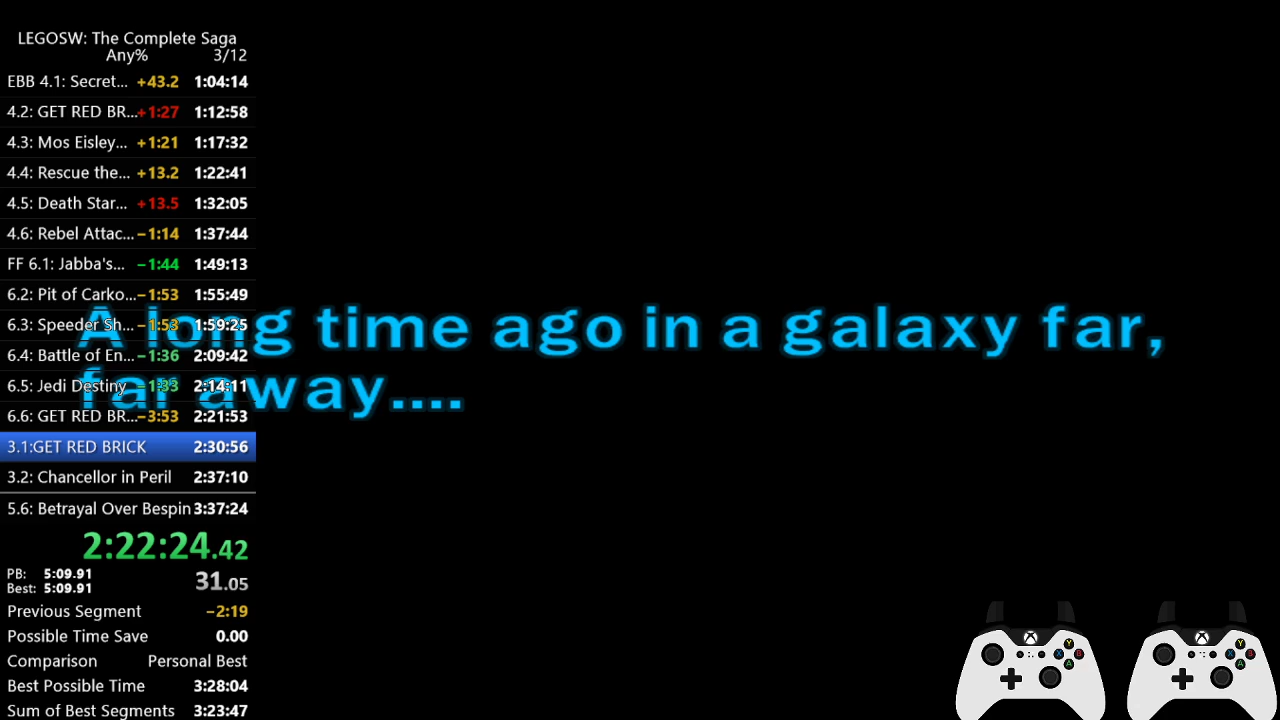 LEGOSW: The Complete Saga
Any% 3/12
EBB 4.1: Secret... +43.2 1:04:14
4.2: GET RED BR... +1:27 1:12:58
4.3: Mos Eisley... +1:21 1:17:32
4.4: Rescue the... +13.2 1:22:41
4.5: Death Star... +13.5 1:32:05
4.6: Rebel Attac... −1:14 1:37:44
FF 6.1: Jabba's... −1:44 1:49:13
6.2: Pit of Carko... −1:53 1:55:49
6.3: Speeder Sh... −1:53 1:59:25
A long time ago in a galaxy far,
6.4: Battle of En... −1:36 2:09:42
6.5: Jedi Destiny −1:33 2:14:11
far away....
6.6: GET RED BR... −3:53 2:21:53
3.1:GET RED BRICK 2:30:56
3.2: Chancellor in Peril 2:37:10
5.6: Betrayal Over Bespin 3:37:24
2:22:24.42
PB: 5:09.91
31.05
Best: 5:09.91
Previous Segment −2:19
Possible Time Save 0.00
Comparison Personal Best
Best Possible Time 3:28:04
Sum of Best Segments 3:23:47
Y X B A
Y X B A